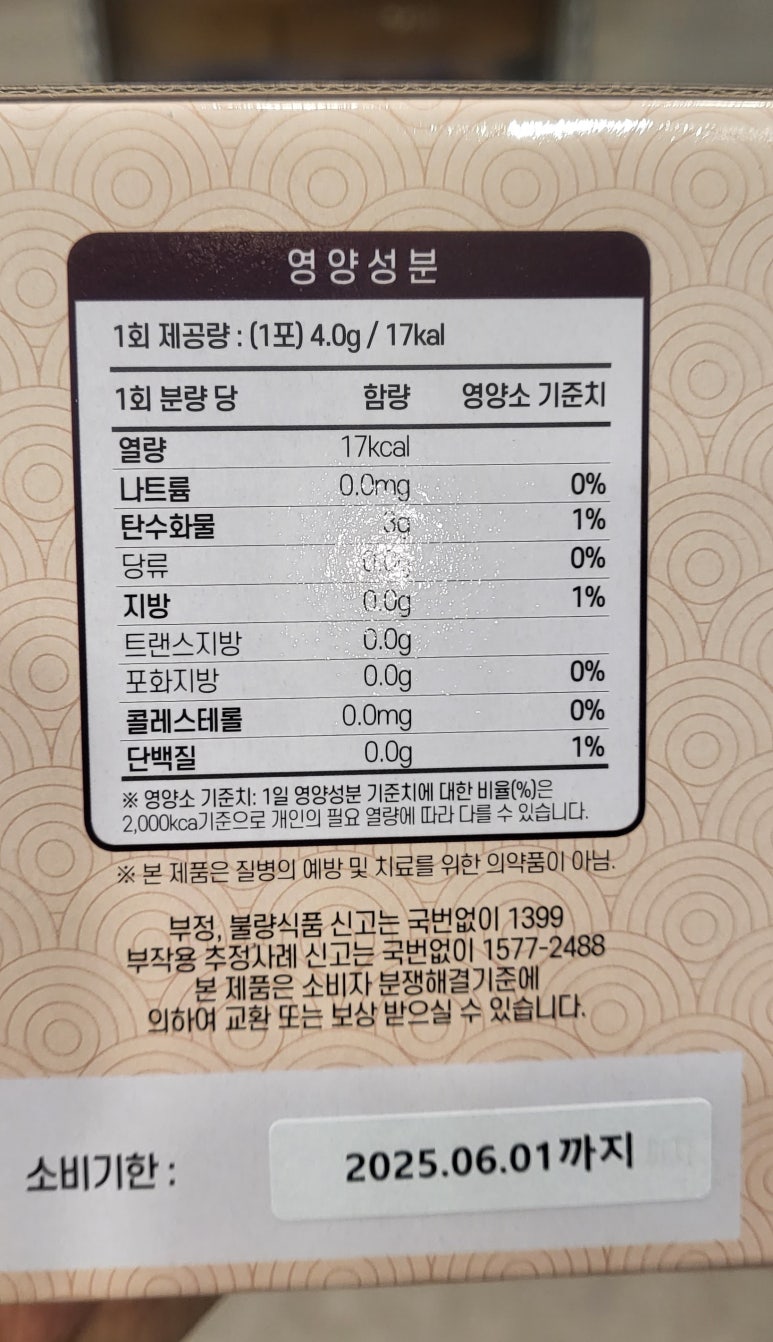 영양성분
1회 제공량 : (1포) 4.0g / 17kal
1회 분량 당 함량 영양소 기준치
열량 17kcal
나트륨 0.0mg 0%
탄수화물 3g 1%
당류 0.0g 0%
지방 0.0g 1%
트랜스지방 0.0g
포화지방 0.0g 0%
콜레스테롤 0.0mg 0%
단백질 0.0g 1%
※ 영양소 기준치: 1일 영양성분 기준치에 대한 비율(%)은
2,000kca기준으로 개인의 필요 열량에 따라 다를 수 있습니다.
※ 본 제품은 질병의 예방 및 치료를 위한 의약품이 아님.
부정, 불량식품 신고는 국번없이 1399
부작용 추정사례 신고는 국번없이 1577-2488
본 제품은 소비자 분쟁해결기준에
의하여 교환 또는 보상 받으실 수 있습니다.
소비기한 : 2025.06.01까지